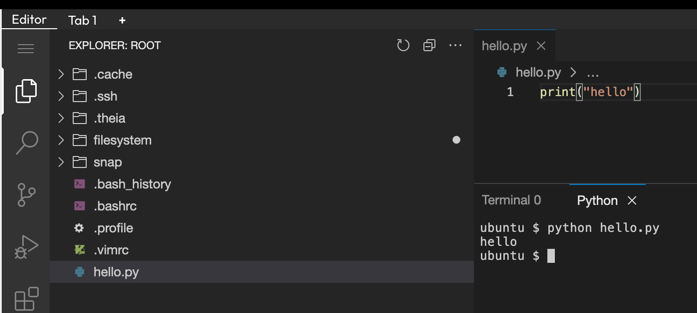 Editor Tab 1 +
EXPLORER: ROOT
.cache
.ssh
.theia
filesystem
snap
.bash_history
.bashrc
.profile
.vimrc
hello.py
hello.py
hello.py > ...
1 print("hello")
Terminal 0 Python
ubuntu $ python hello.py
hello
ubuntu $